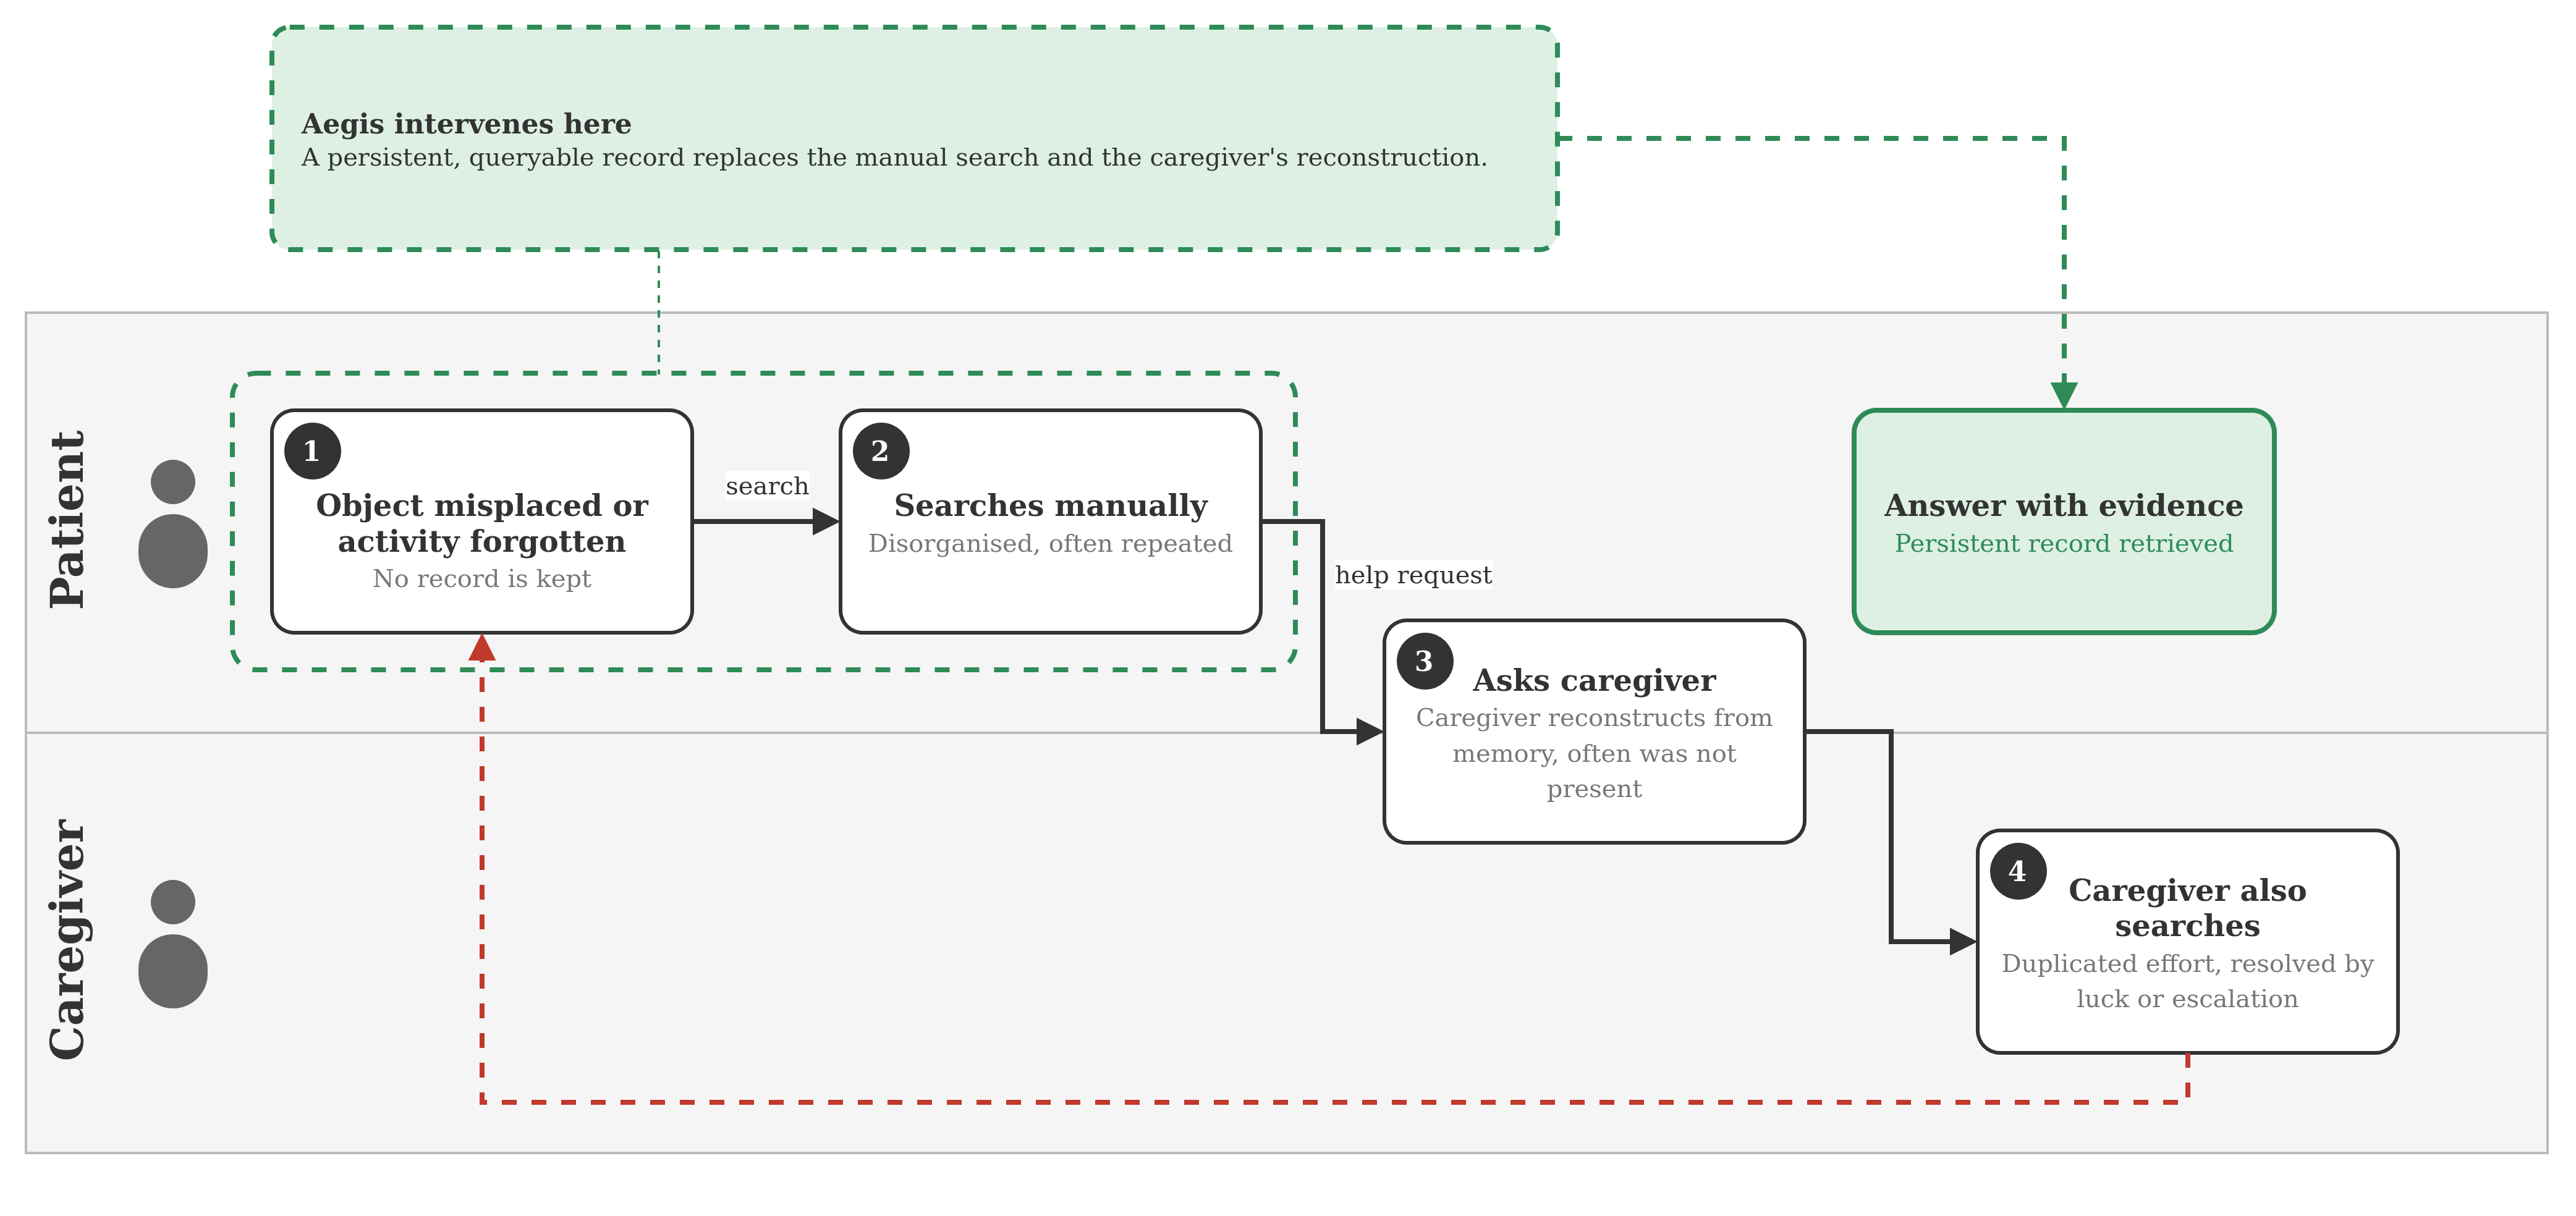 Aegis intervenes here
A persistent, queryable record replaces the manual search and the caregiver's reconstruction.
Patient
1
Object misplaced or
activity forgotten
No record is kept
search
2
Searches manually
Disorganised, often repeated
help request
Answer with evidence
Persistent record retrieved
3
Asks caregiver
Caregiver reconstructs from
memory, often was not
present
Caregiver
4
Caregiver also
searches
Duplicated effort, resolved by
luck or escalation